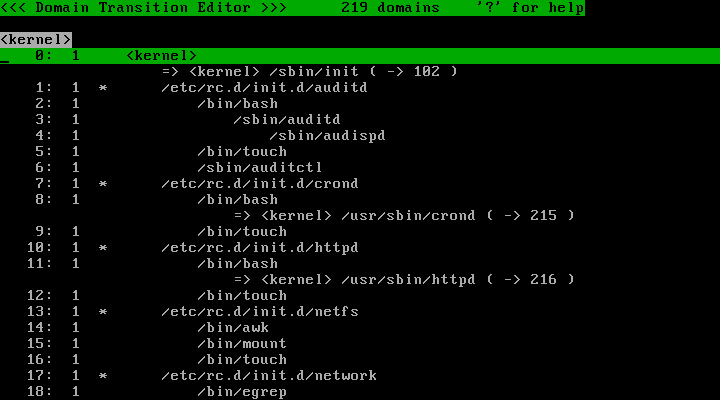 <<< Domain Transition Editor >>>      219 domains    '?' for help
<kernel>
0:  1     <kernel>
=> <kernel> /sbin/init ( -> 102 )
1:  1  *      /etc/rc.d/init.d/auditd
2:  1             /bin/bash
3:  1                 /sbin/auditd
4:  1                     /sbin/audispd
5:  1             /bin/touch
6:  1             /sbin/auditctl
7:  1  *      /etc/rc.d/init.d/crond
8:  1             /bin/bash
=> <kernel> /usr/sbin/crond ( -> 215 )
9:  1             /bin/touch
10:  1  *      /etc/rc.d/init.d/httpd
11:  1             /bin/bash
=> <kernel> /usr/sbin/httpd ( -> 216 )
12:  1             /bin/touch
13:  1  *      /etc/rc.d/init.d/netfs
14:  1             /bin/awk
15:  1             /bin/mount
16:  1             /bin/touch
17:  1  *      /etc/rc.d/init.d/network
18:  1             /bin/egrep